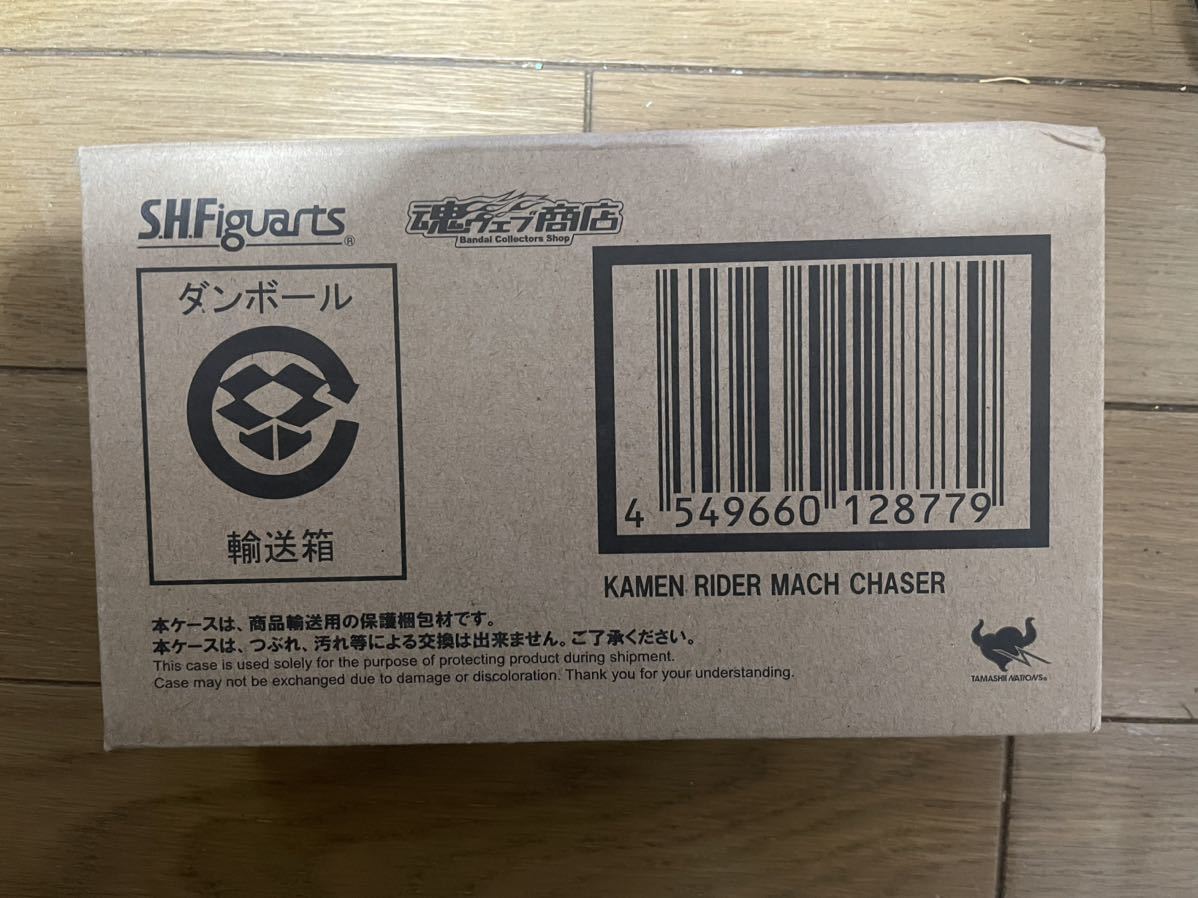 S.H.Figuarts®
魂ウェブ商店
Bandai Collectors Shop
ダンボール
輸送箱
4 549660 128779
KAMEN RIDER MACH CHASER
本ケースは、商品輸送用の保護梱包材です。
本ケースは、つぶれ、汚れ等による交換は出来ません。ご了承ください。
This case is used solely for the purpose of protecting product during shipment.
Case may not be exchanged due to damage or discoloration. Thank you for your understanding.
TAMASHII NATIONS®